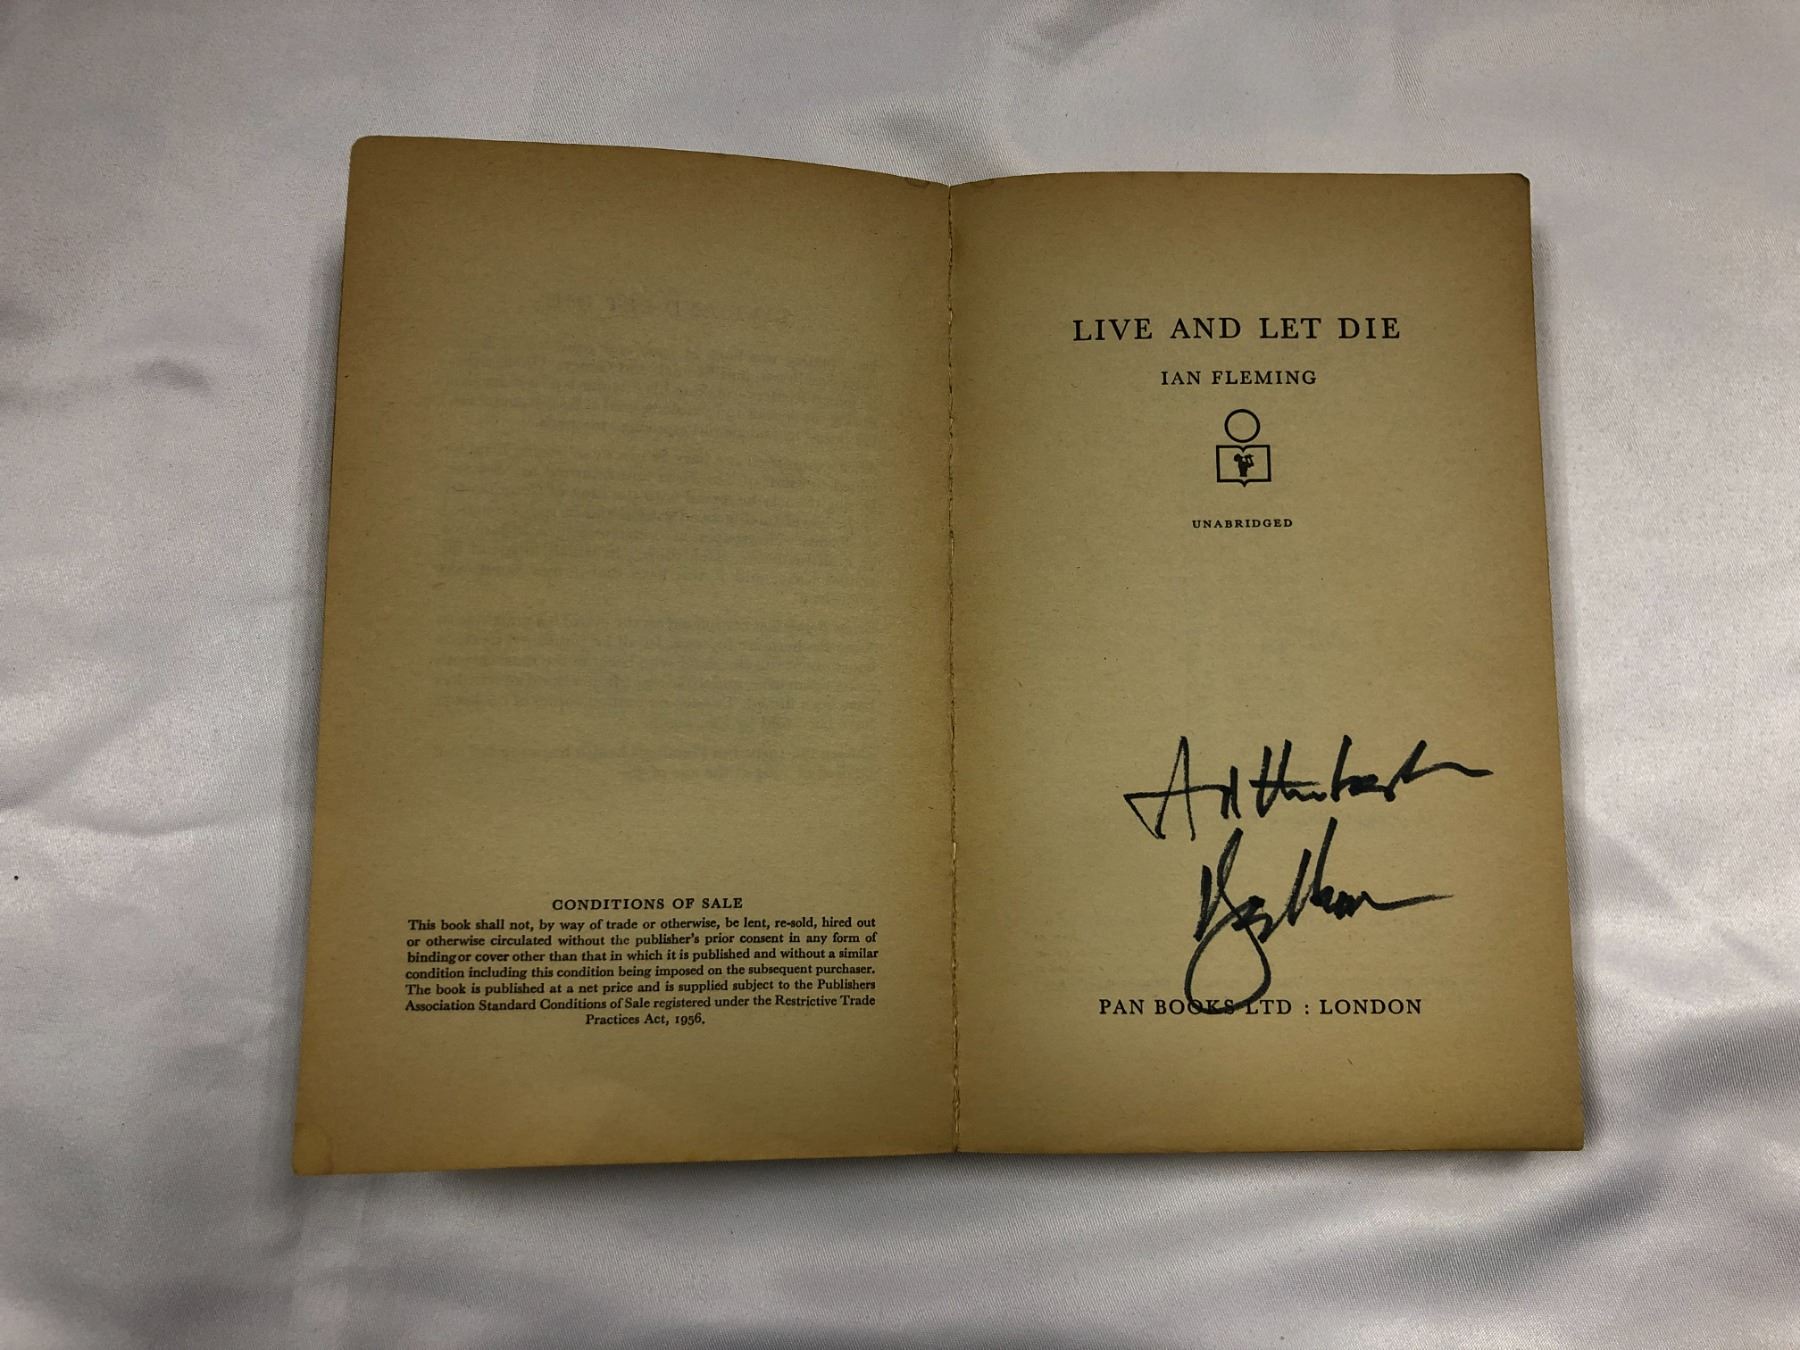 CONDITIONS OF SALE
This book shall not, by way of trade or otherwise, be lent, re-sold, hired out
or otherwise circulated without the publisher's prior consent in any form of
binding or cover other than that in which it is published and without a similar
condition including this condition being imposed on the subsequent purchaser.
The book is published at a net price and is supplied subject to the Publishers
Association Standard Conditions of Sale registered under the Restrictive Trade
Practices Act, 1956.
LIVE AND LET DIE
IAN FLEMING
UNABRIDGED
PAN BOOKS LTD : LONDON